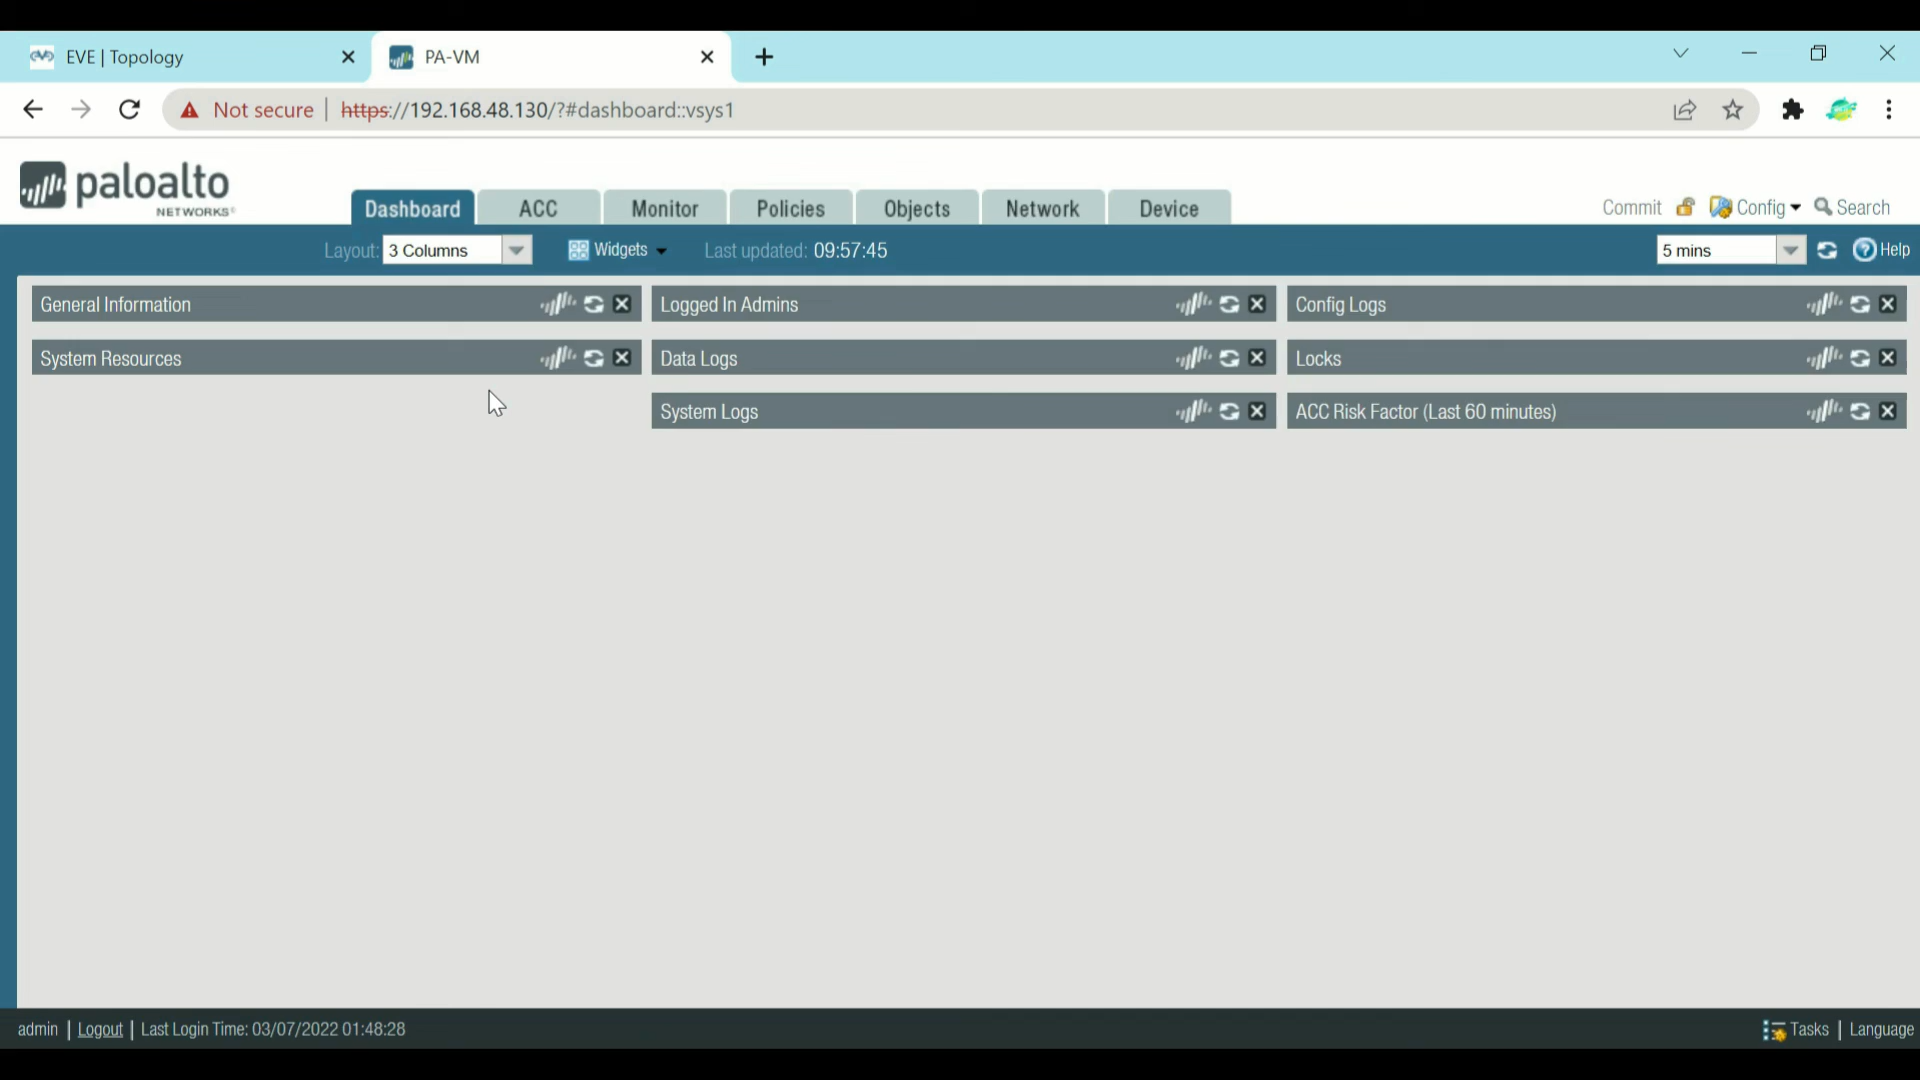 EVE | Topology
PA-VM
Not secure | https://192.168.48.130/?#dashboard::vsys1
paloalto
NETWORKS®
Dashboard ACC Monitor Policies Objects Network Device
Commit Config Search
Layout: 3 Columns Widgets Last updated: 09:57:45 5 mins Help
General Information Logged In Admins Config Logs
System Resources Data Logs Locks
System Logs ACC Risk Factor (Last 60 minutes)
admin | Logout | Last Login Time: 03/07/2022 01:48:28 Tasks | Language